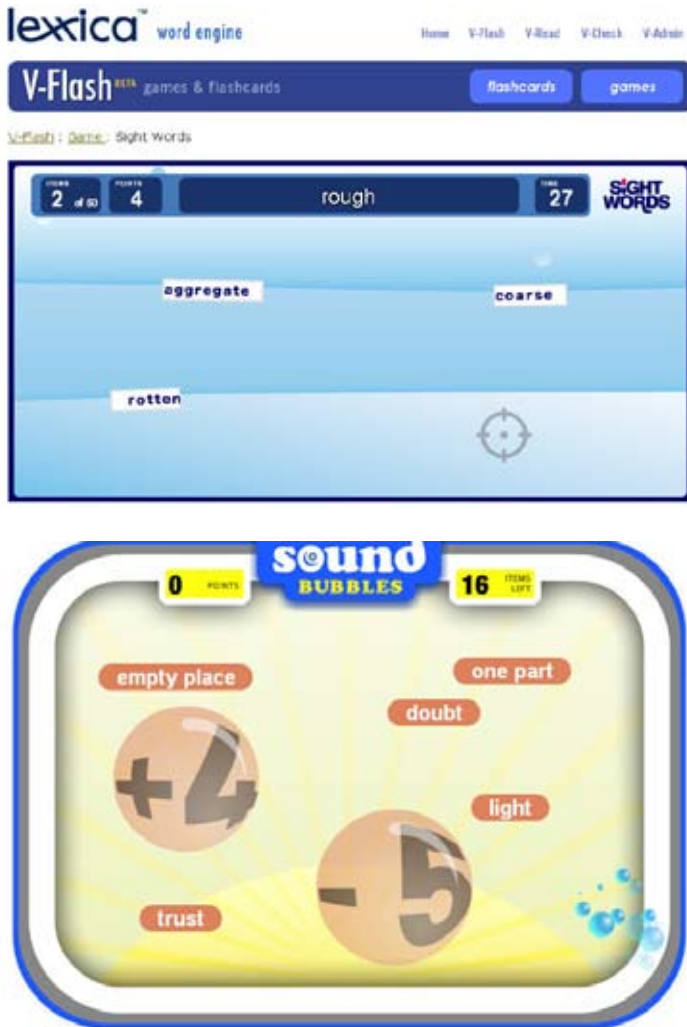 lexxica™ word engine
Home V-Flash V-Read V-Check V-Admin
V-Flash BETA games & flashcards flashcards games
V-Flash : Game : Sight Words
ITEMS POINTS TIME
2 of 50 4 rough 27 SIGHT WORDS
aggregate
coarse
rotten
sound
BUBBLES
0 POINTS 16 ITEMS LEFT
empty place
one part
doubt
+4
light
- 5
trust